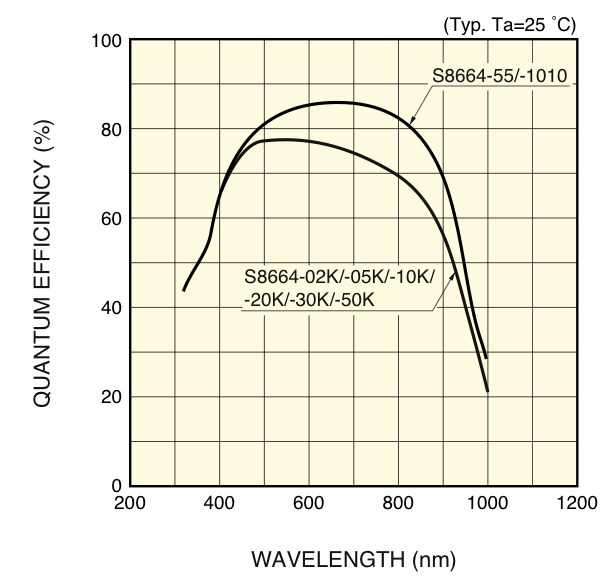 (Typ. Ta=25 ˚C)
100
S8664-55/-1010
80
60
S8664-02K/-05K/-10K/
-20K/-30K/-50K
40
20
0
200 400 600 800 1000 1200
QUANTUM EFFICIENCY (%)
WAVELENGTH (nm)